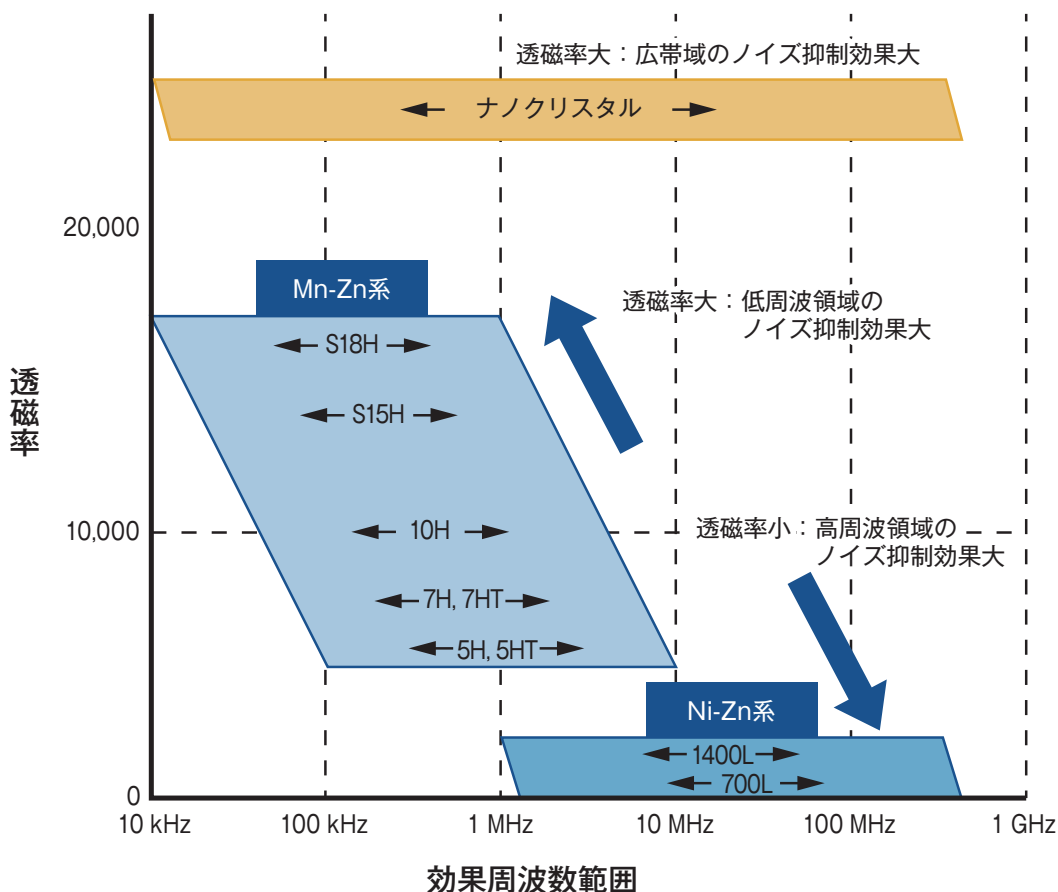 透磁率大：広帯域のノイズ抑制効果大
ナノクリスタル
20,000
Mn-Zn系
透磁率大：低周波領域の
ノイズ抑制効果大
S18H
透磁率
S15H
10,000
10H
透磁率小：高周波領域の
ノイズ抑制効果大
7H, 7HT
5H, 5HT
Ni-Zn系
1400L
700L
0
10 kHz 100 kHz 1 MHz 10 MHz 100 MHz 1 GHz
効果周波数範囲